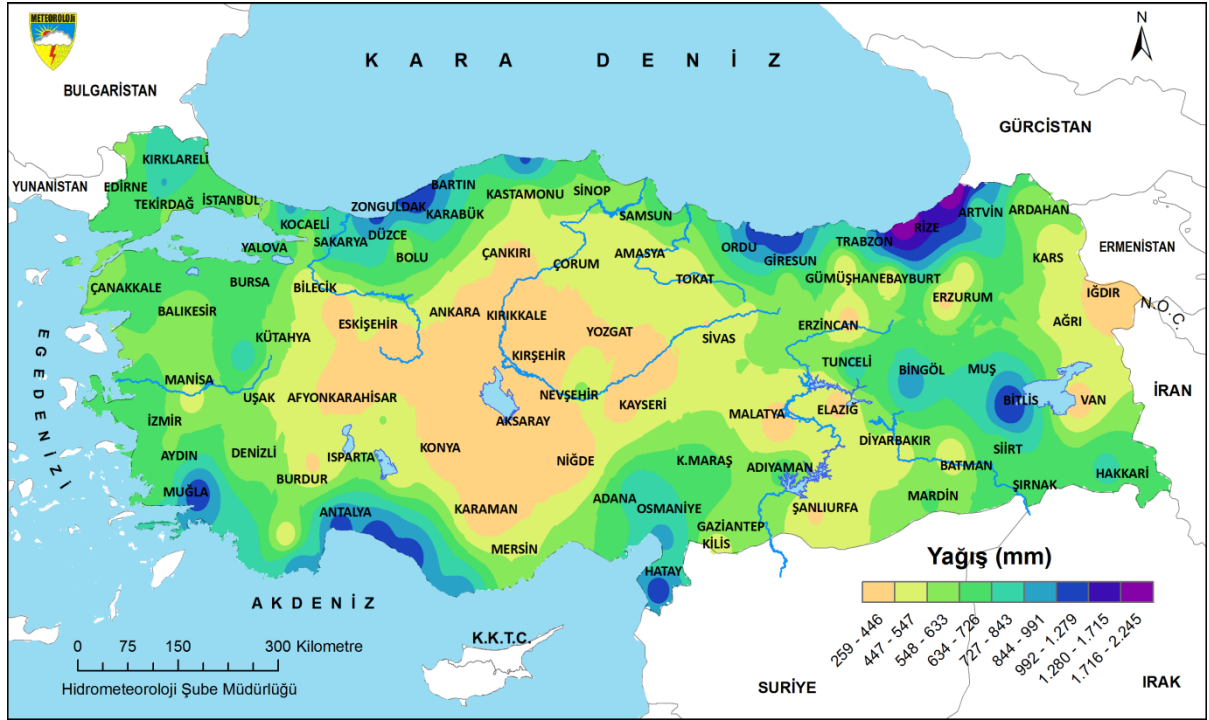 METEOROLOJİ
N
K A R A D E N İ Z
BULGARİSTAN
GÜRCİSTAN
YUNANİSTAN
ERMENİSTAN
N.O.C.
İRAN
IRAK
SURİYE
K.K.T.C.
A K D E N İ Z
E G E D E N İ Z İ
KIRKLARELİ
EDİRNE
TEKİRDAĞ
İSTANBUL
KOCAELİ
YALOVA
SAKARYA
DÜZCE
ZONGULDAK
BARTIN
KARABÜK
BOLU
KASTAMONU
SİNOP
SAMSUN
ÇANKIRI
ÇORUM
AMASYA
TOKAT
ORDU
GİRESUN
TRABZON
RİZE
ARTVİN
ARDAHAN
KARS
IĞDIR
AĞRI
GÜMÜŞHANE
BAYBURT
ERZURUM
ERZİNCAN
ÇANAKKALE
BALIKESİR
BURSA
BİLECİK
ESKİŞEHİR
KÜTAHYA
ANKARA
KIRIKKALE
YOZGAT
SİVAS
TUNCELİ
BİNGÖL
MUŞ
BİTLİS
VAN
MANİSA
UŞAK
AFYONKARAHİSAR
KIRŞEHİR
NEVŞEHİR
AKSARAY
KAYSERİ
MALATYA
ELAZIĞ
DİYARBAKIR
BATMAN
SİİRT
HAKKARİ
ŞIRNAK
MARDİN
İZMİR
AYDIN
DENİZLİ
ISPARTA
BURDUR
MUĞLA
ANTALYA
KONYA
NİĞDE
KARAMAN
MERSİN
ADANA
OSMANİYE
K.MARAŞ
ADIYAMAN
ŞANLIURFA
GAZİANTEP
KİLİS
HATAY
Yağış (mm)
259 - 446
447 - 547
548 - 633
634 - 726
727 - 843
844 - 991
992 - 1.279
1.280 - 1.715
1.716 - 2.245
0 75 150 300 Kilometre
Hidrometeoroloji Şube Müdürlüğü